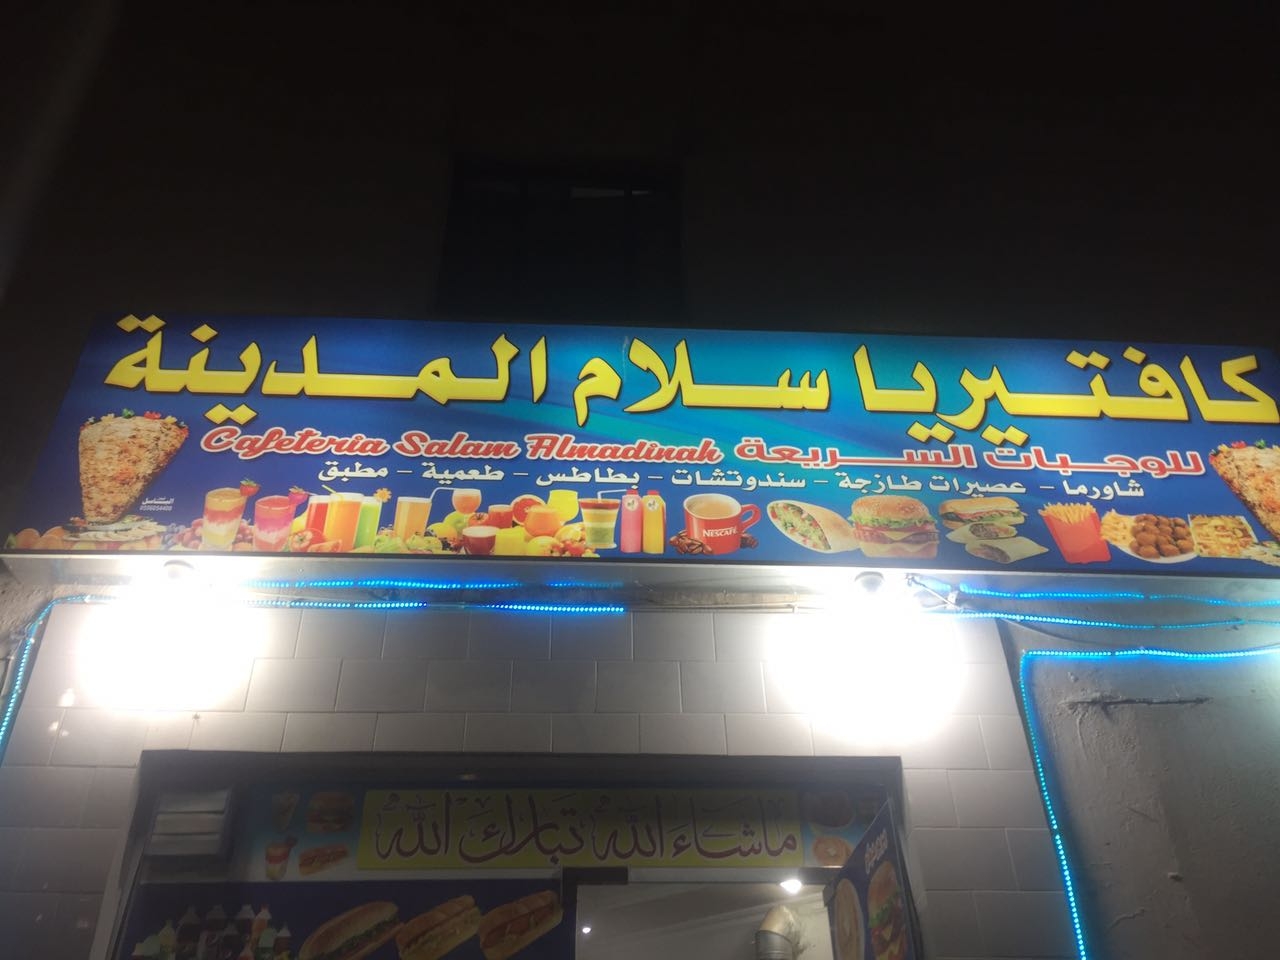 كافتيريا سلام المدينة
للوجبات السريعة Cafeteria Salam Almadinah
شاورما - عصيرات طازجة - سندوتشات - بطاطس - طعمية - مطبق
NESCAFÉ
ماشاء الله تبارك الله